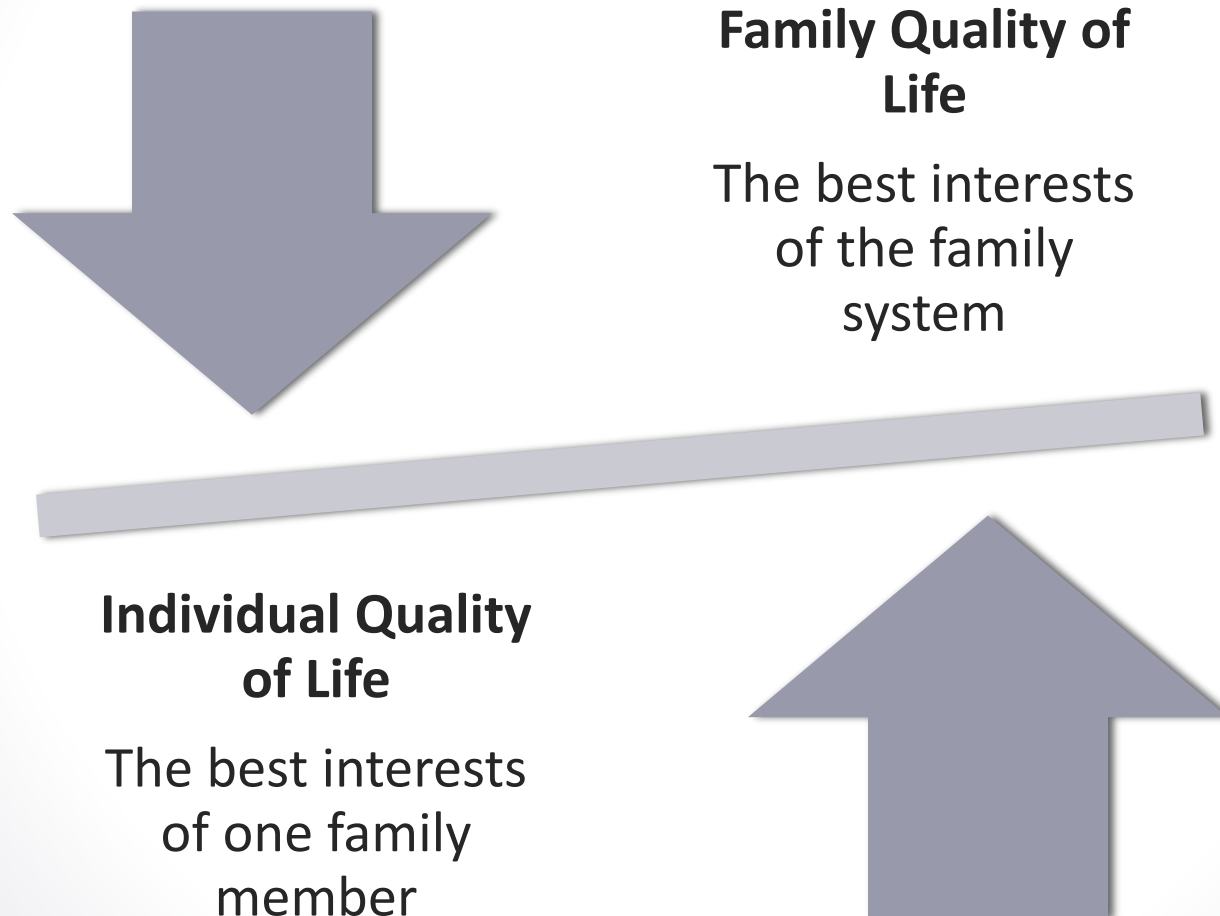 Family Quality of
Life
The best interests
of the family
system
Individual Quality
of Life
The best interests
of one family
member